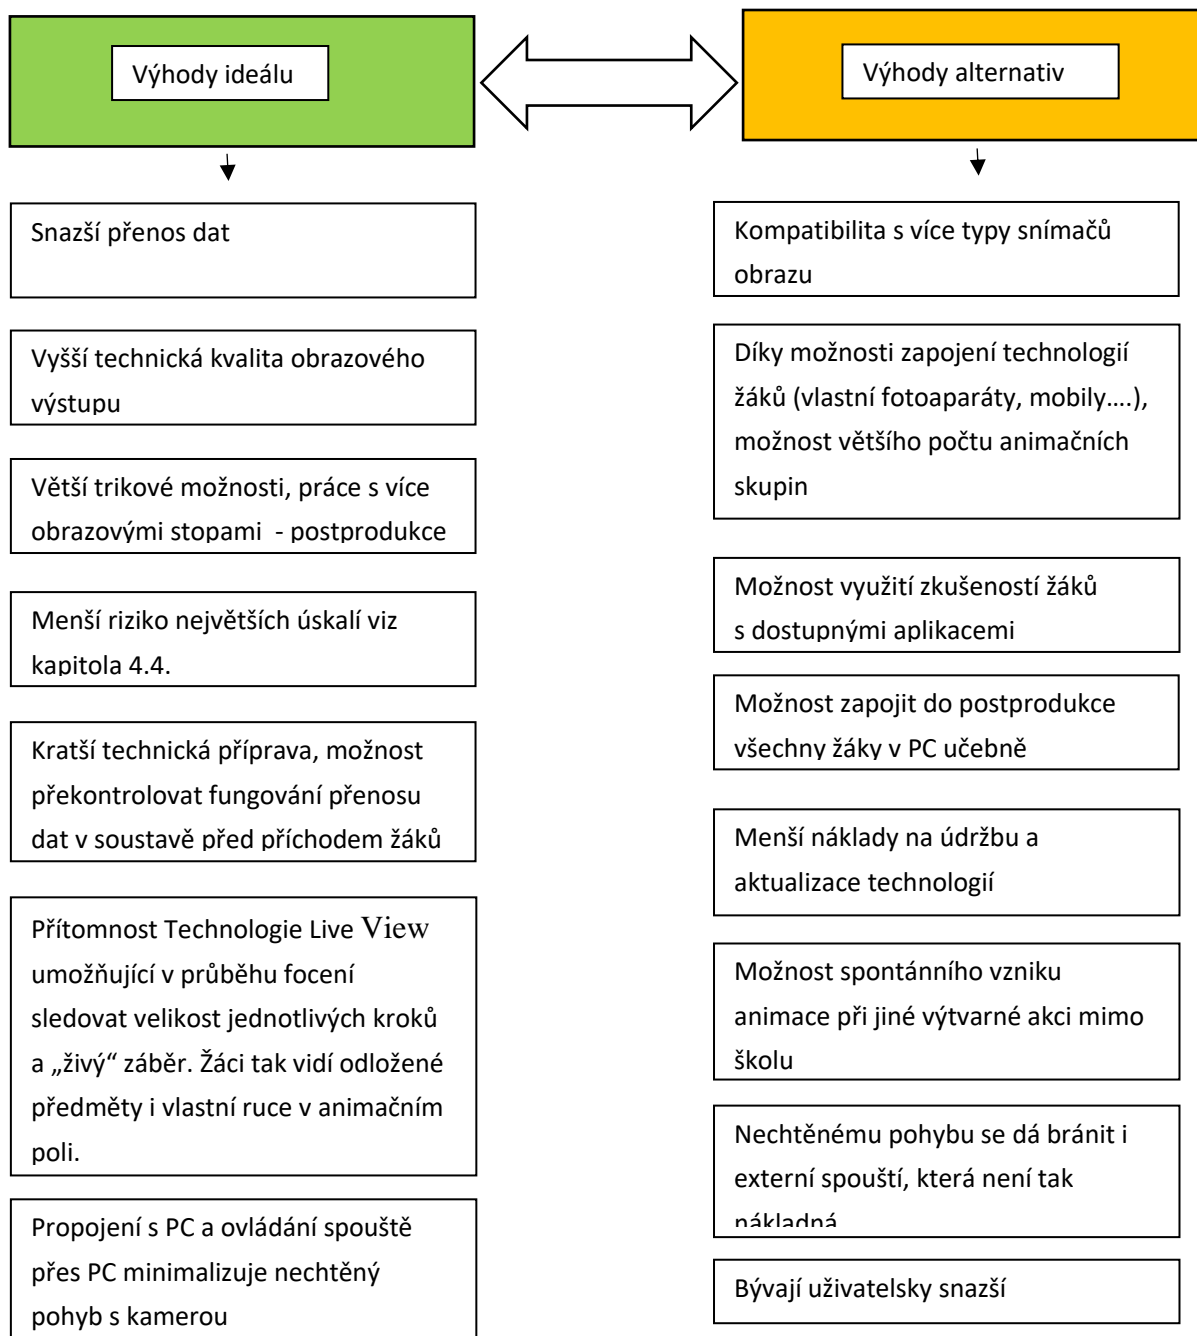 Výhody ideálu
Snazší přenos dat
Vyšší technická kvalita obrazového
výstupu
Větší trikové možnosti, práce s více
obrazovými stopami - postprodukce
Menší riziko největších úskalí viz
kapitola 4.4.
Kratší technická příprava, možnost
překontrolovat fungování přenosu
dat v soustavě před příchodem žáků
Přítomnost Technologie Live View
umožňující v průběhu focení
sledovat velikost jednotlivých kroků
a „živý“ záběr. Žáci tak vidí odložené
předměty i vlastní ruce v animačním
poli.
Propojení s PC a ovládání spouště
přes PC minimalizuje nechtěný
pohyb s kamerou
Výhody alternativ
Kompatibilita s více typy snímačů
obrazu
Díky možnosti zapojení technologií
žáků (vlastní fotoaparáty, mobily….),
možnost většího počtu animačních
skupin
Možnost využití zkušeností žáků
s dostupnými aplikacemi
Možnost zapojit do postprodukce
všechny žáky v PC učebně
Menší náklady na údržbu a
aktualizace technologií
Možnost spontánního vzniku
animace při jiné výtvarné akci mimo
školu
Nechtěnému pohybu se dá bránit i
externí spouští, která není tak
nákladná
Bývají uživatelsky snazší